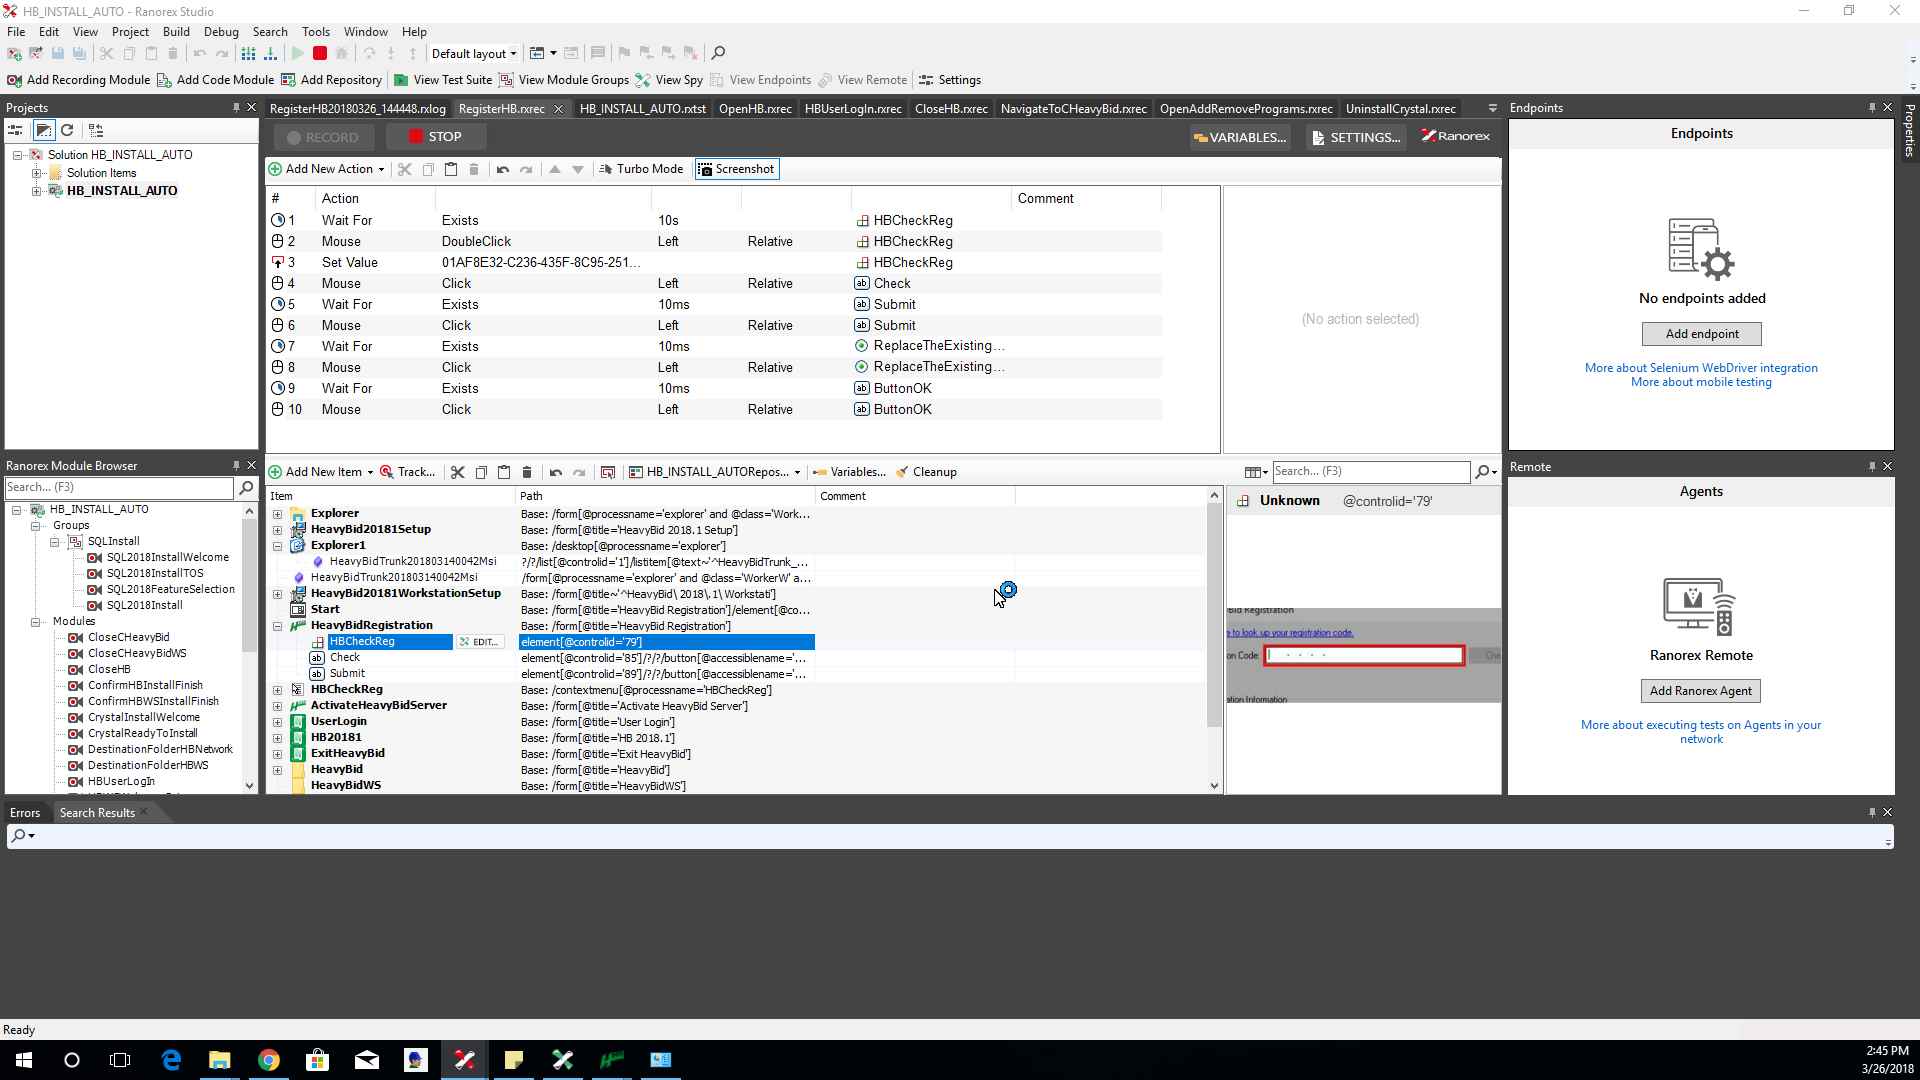 HB_INSTALL_AUTO - Ranorex Studio
File Edit View Project Build Debug Search Tools Window Help
Default layout
Add Recording Module Add Code Module Add Repository View Test Suite View Module Groups View Spy View Endpoints View Remote Settings
Projects
RegisterHB20180326_144448.rxlog RegisterHB.rxrec HB_INSTALL_AUTO.rxtst OpenHB.rxrec HBUserLogIn.rxrec CloseHB.rxrec NavigateToCHeavyBid.rxrec OpenAddRemovePrograms.rxrec UninstallCrystal.rxrec
Endpoints
Properties
Solution HB_INSTALL_AUTO
Solution Items
HB_INSTALL_AUTO
RECORD STOP VARIABLES... SETTINGS... Ranorex
Add New Action Turbo Mode Screenshot
# Action Comment
1 Wait For Exists 10s HBCheckReg
2 Mouse DoubleClick Left Relative HBCheckReg
3 Set Value 01AF8E32-C236-435F-8C95-251... HBCheckReg
4 Mouse Click Left Relative Check
5 Wait For Exists 10ms Submit
6 Mouse Click Left Relative Submit
7 Wait For Exists 10ms ReplaceTheExisting...
8 Mouse Click Left Relative ReplaceTheExisting...
9 Wait For Exists 10ms ButtonOK
10 Mouse Click Left Relative ButtonOK
(No action selected)
Endpoints
No endpoints added
Add endpoint
More about Selenium WebDriver integration
More about mobile testing
Ranorex Module Browser
Search... (F3)
HB_INSTALL_AUTO
Groups
SQLInstall
SQL2018InstallWelcome
SQL2018InstallTOS
SQL2018FeatureSelection
SQL2018Install
Modules
CloseCHeavyBid
CloseCHeavyBidWS
CloseHB
ConfirmHBInstallFinish
ConfirmHBWSInstallFinish
CrystalInstallWelcome
CrystalReadyToInstall
DestinationFolderHBNetwork
DestinationFolderHBWS
HBUserLogIn
Add New Item Track... HB_INSTALL_AUTORepos... Variables... Cleanup
Search... (F3)
Item Path Comment
Explorer Base: /form[@processname='explorer' and @class='Work...
HeavyBid20181Setup Base: /form[@title='HeavyBid 2018.1 Setup']
Explorer1 Base: /desktop[@processname='explorer']
HeavyBidTrunk201803140042Msi ?/?/list[@controlid='1']/listitem[@text~'^HeavyBidTrunk_...
HeavyBidTrunk201803140042Msi /form[@processname='explorer' and @class='WorkerW' a...
HeavyBid20181WorkstationSetup Base: /form[@title~'^HeavyBid\ 2018\.1\ Workstati']
Start Base: /form[@title='HeavyBid Registration']/element[@co...
HeavyBidRegistration Base: /form[@title='HeavyBid Registration']
HBCheckReg EDIT... element[@controlid='79']
Check element[@controlid='85']/?/?/button[@accessiblename='...
Submit element[@controlid='89']/?/?/button[@accessiblename='...
HBCheckReg Base: /contextmenu[@processname='HBCheckReg']
ActivateHeavyBidServer Base: /form[@title='Activate HeavyBid Server']
UserLogin Base: /form[@title='User Login']
HB20181 Base: /form[@title='HB 2018.1']
ExitHeavyBid Base: /form[@title='Exit HeavyBid']
HeavyBid Base: /form[@title='HeavyBid']
HeavyBidWS Base: /form[@title='HeavyBidWS']
Unknown @controlid='79'
Bid Registration
e to look up your registration code.
on Code: Che
ation Information
Remote
Agents
Ranorex Remote
Add Ranorex Agent
More about executing tests on Agents in your
network
Errors Search Results
Ready
2:45 PM
3/26/2018